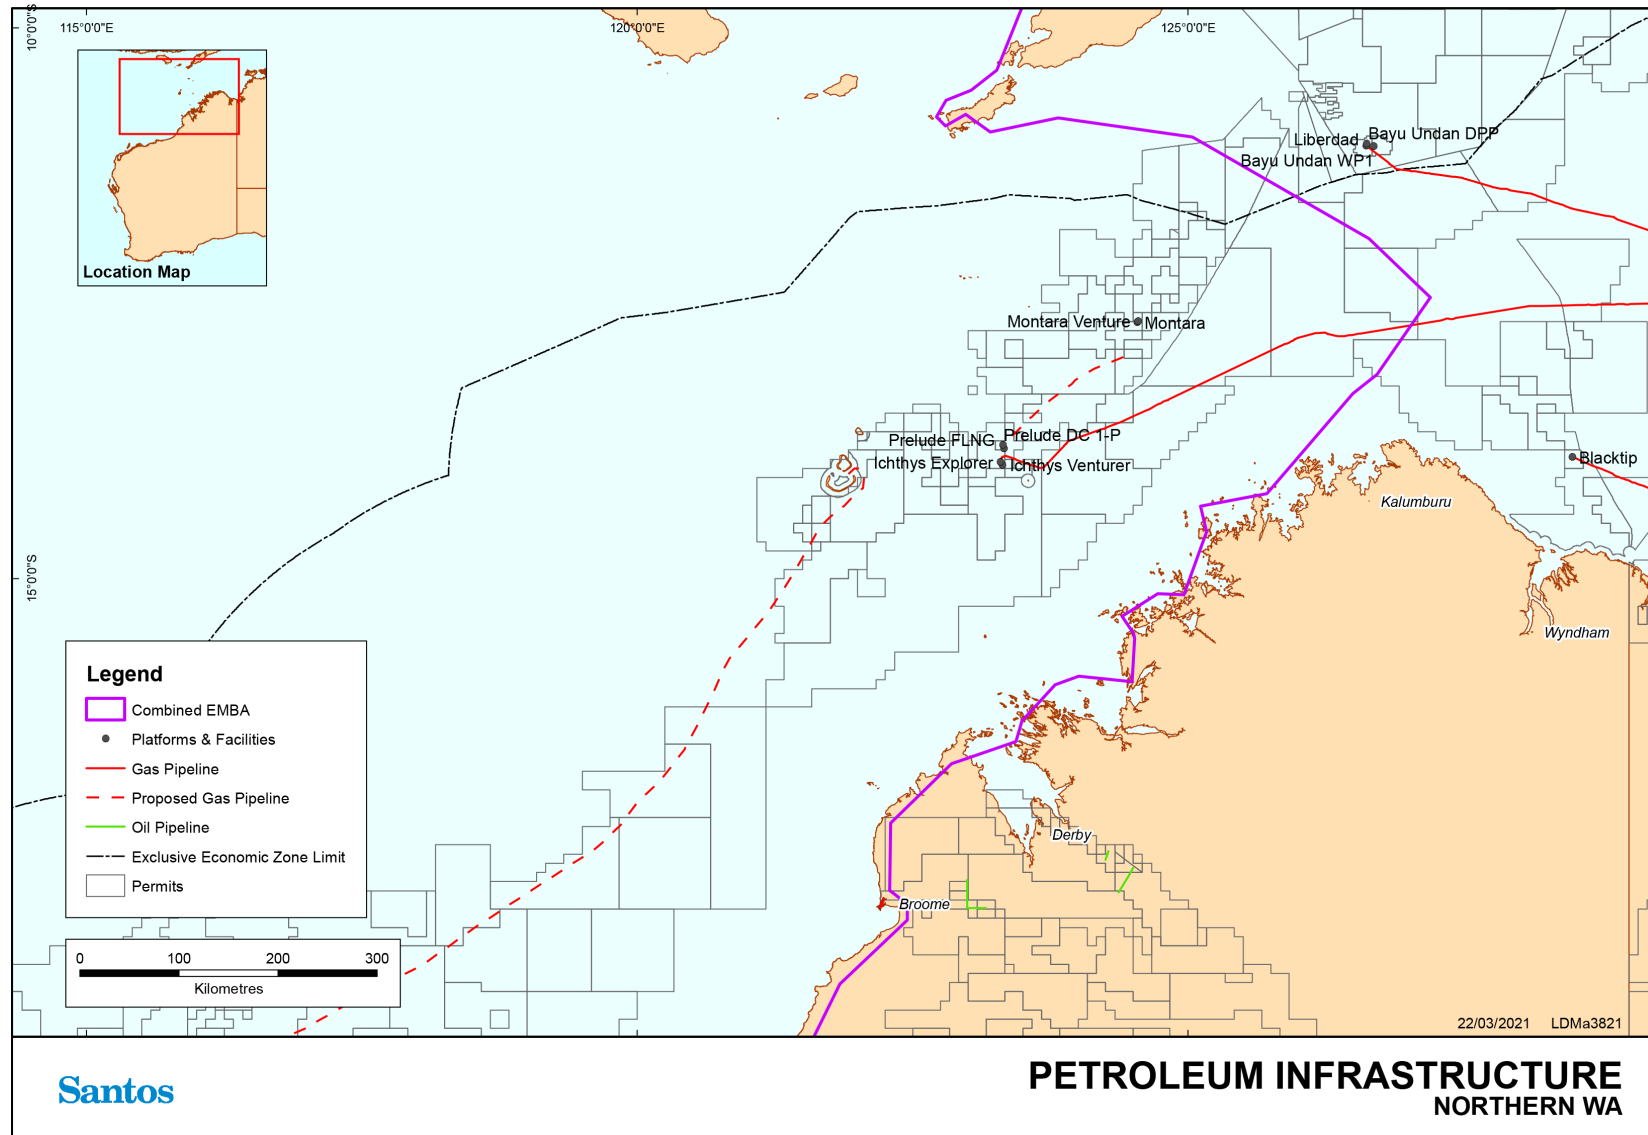 115°0'0"E
120°0'0"E
125°0'0"E
10°0'0"S
15°0'0"S
Location Map
Liberdad
Bayu Undan DPP
Bayu Undan WP1
Montara Venture
Montara
Prelude FLNG
Prelude DC 1-P
Ichthys Explorer
Ichthys Venturer
Blacktip
Kalumburu
Wyndham
Derby
Broome
Legend
Combined EMBA
Platforms & Facilities
Gas Pipeline
Proposed Gas Pipeline
Oil Pipeline
Exclusive Economic Zone Limit
Permits
0 100 200 300
Kilometres
22/03/2021 LDMa3821
Santos
PETROLEUM INFRASTRUCTURE
NORTHERN WA